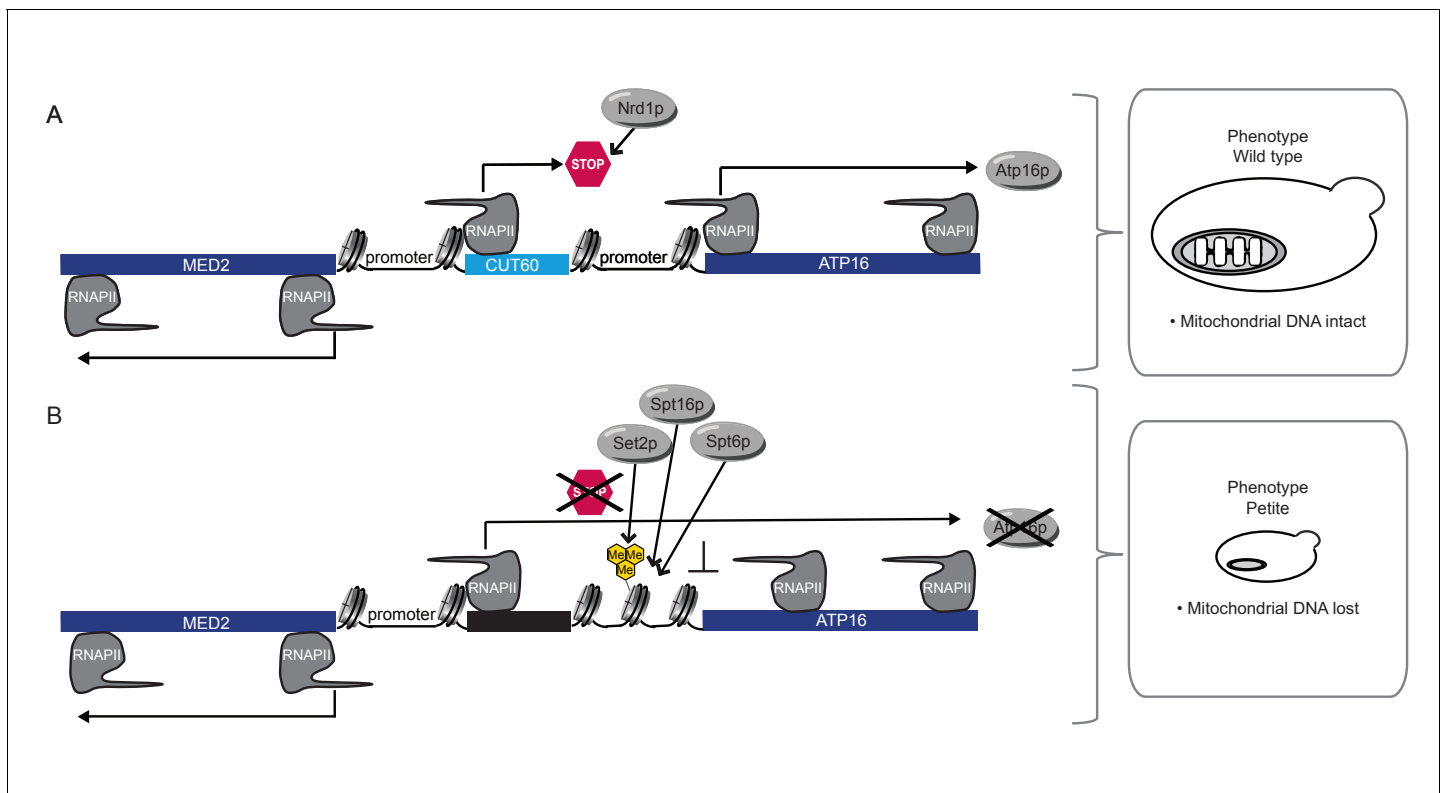 A
Nrd1p
STOP
Atp16p
RNAPII
RNAPII
RNAPII
promoter
promoter
MED2
CUT60
ATP16
RNAPII
RNAPII
Phenotype
Wild type
• Mitochondrial DNA intact
B
Spt16p
Set2p
Spt6p
STOP
Atp16p
Me
Me
Me
RNAPII
RNAPII
RNAPII
promoter
MED2
ATP16
RNAPII
RNAPII
Phenotype
Petite
• Mitochondrial DNA lost